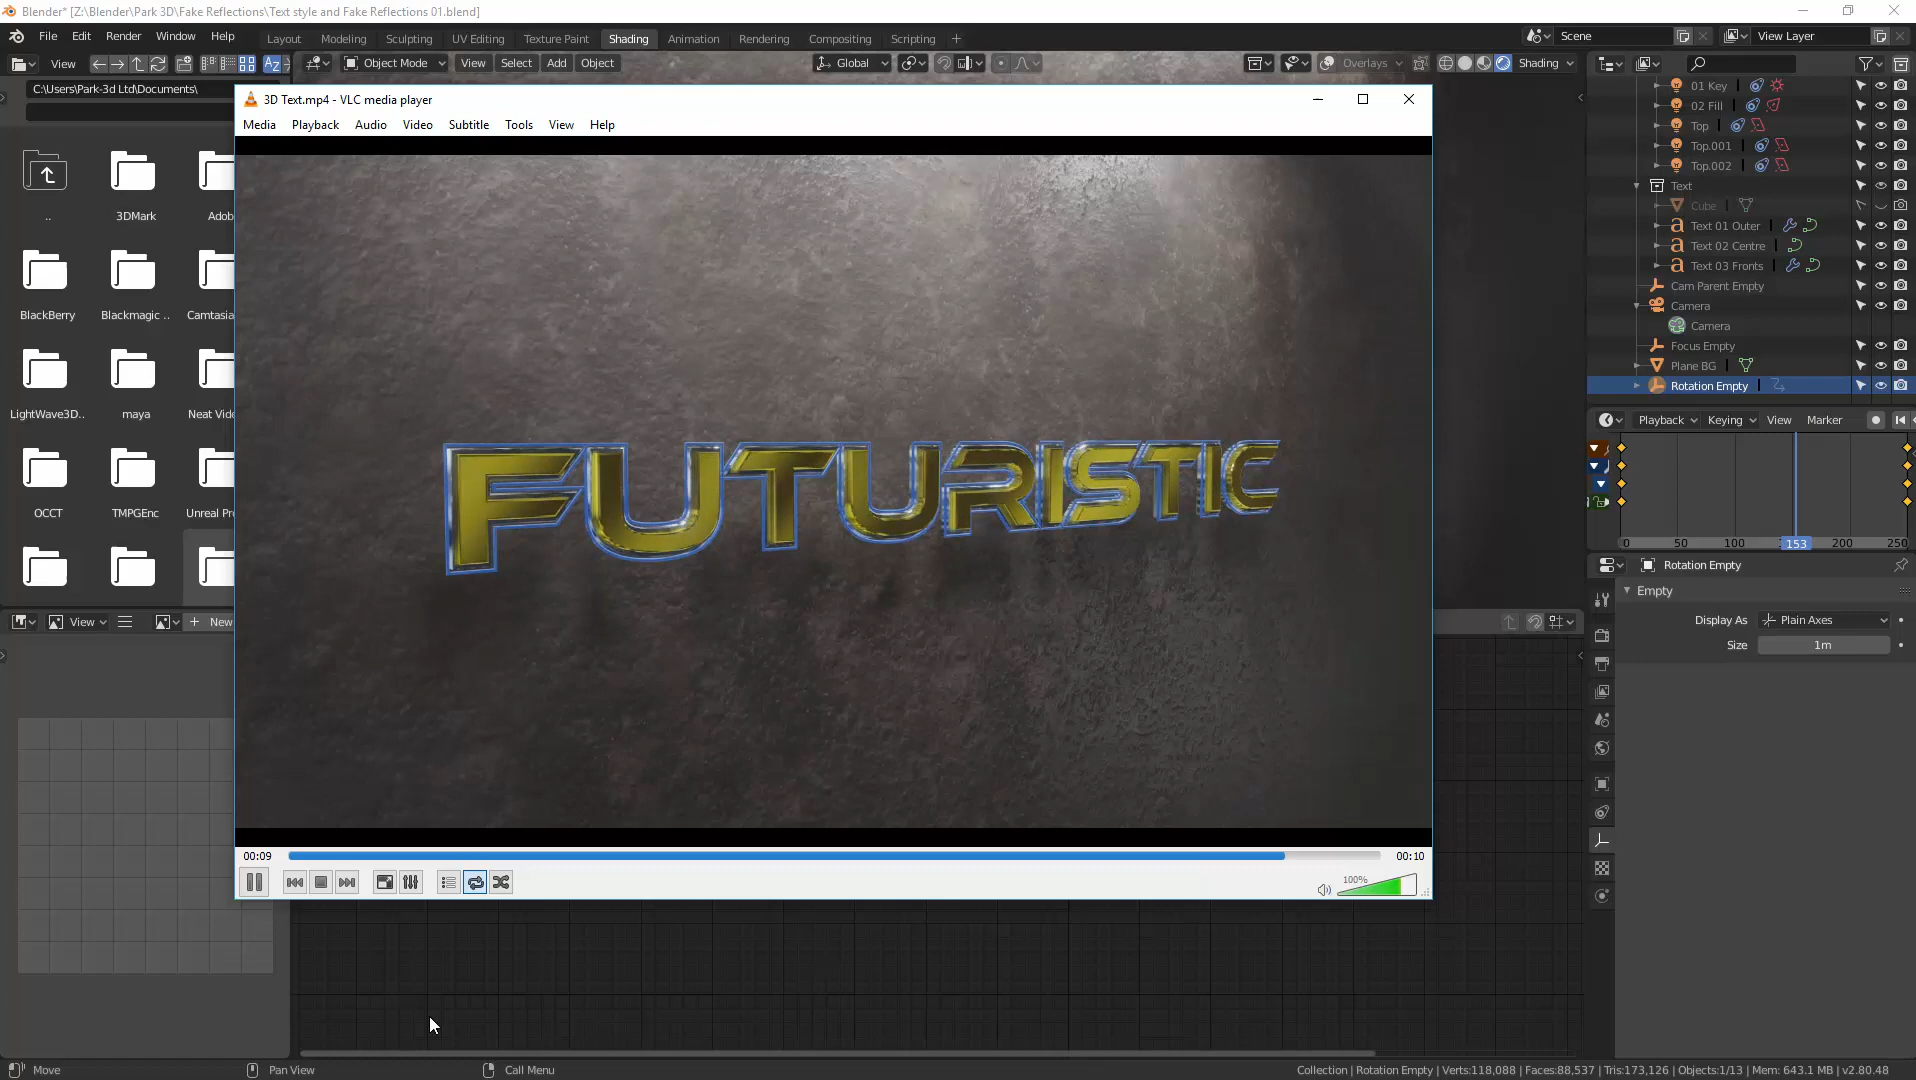 Blender* [Z:\Blender\Park 3D\Fake Reflections\Text style and Fake Reflections 01.blend]
File Edit Render Window Help
Layout Modeling Sculpting UV Editing Texture Paint Shading Animation Rendering Compositing Scripting
Scene View Layer
View Az Object Mode View Select Add Object Global Overlays Shading
C:\Users\Park-3d Ltd\Documents\
3D Text.mp4 - VLC media player
Media Playback Audio Video Subtitle Tools View Help
FUTURISTIC
00:09 00:10
100%
..
3DMark
Adob
BlackBerry
Blackmagic ..
Camtasia
LightWave3D..
maya
Neat Vide
OCCT
TMPGEnc
Unreal Pro
View New
01 Key
02 Fill
Top
Top.001
Top.002
Text
Cube
Text 01 Outer
Text 02 Centre
Text 03 Fronts
Cam Parent Empty
Camera
Camera
Focus Empty
Plane BG
Rotation Empty
Playback Keying View Marker
0 50 100 153 200 250
Rotation Empty
Empty
Display As Plain Axes
Size 1m
Move Pan View Call Menu
Collection | Rotation Empty | Verts:118,088 | Faces:88,537 | Tris:173,126 | Objects:1/13 | Mem: 643.1 MB | v2.80.48